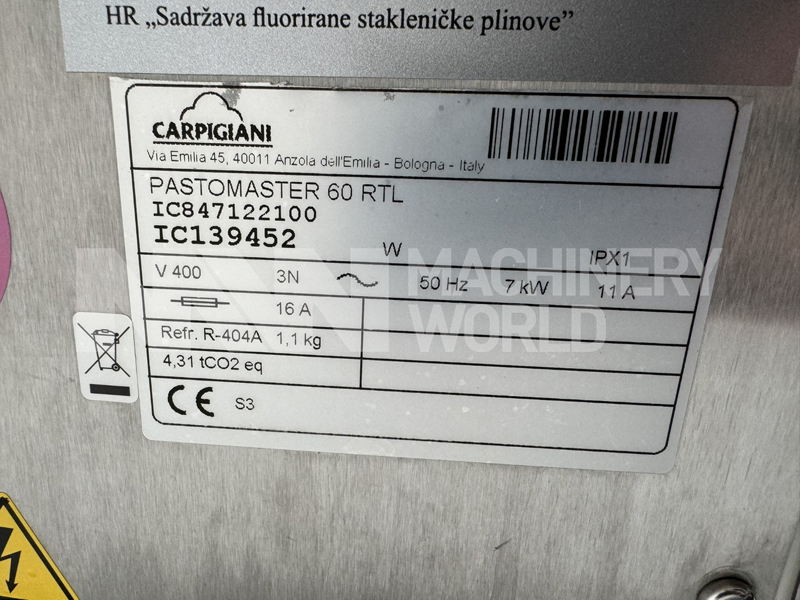 HR „Sadržava fluorirane stakleničke plinove”
CARPIGIANI
Via Emilia 45, 40011 Anzola dell'Emilia - Bologna - Italy
PASTOMASTER 60 RTL
IC847122100
IC139452
W IPX1
V 400 3N 50 Hz 7 kW 11 A
16 A
Refr. R-404A 1,1 kg
4,31 tCO2 eq
CE S3
MACHINERY
WORLD